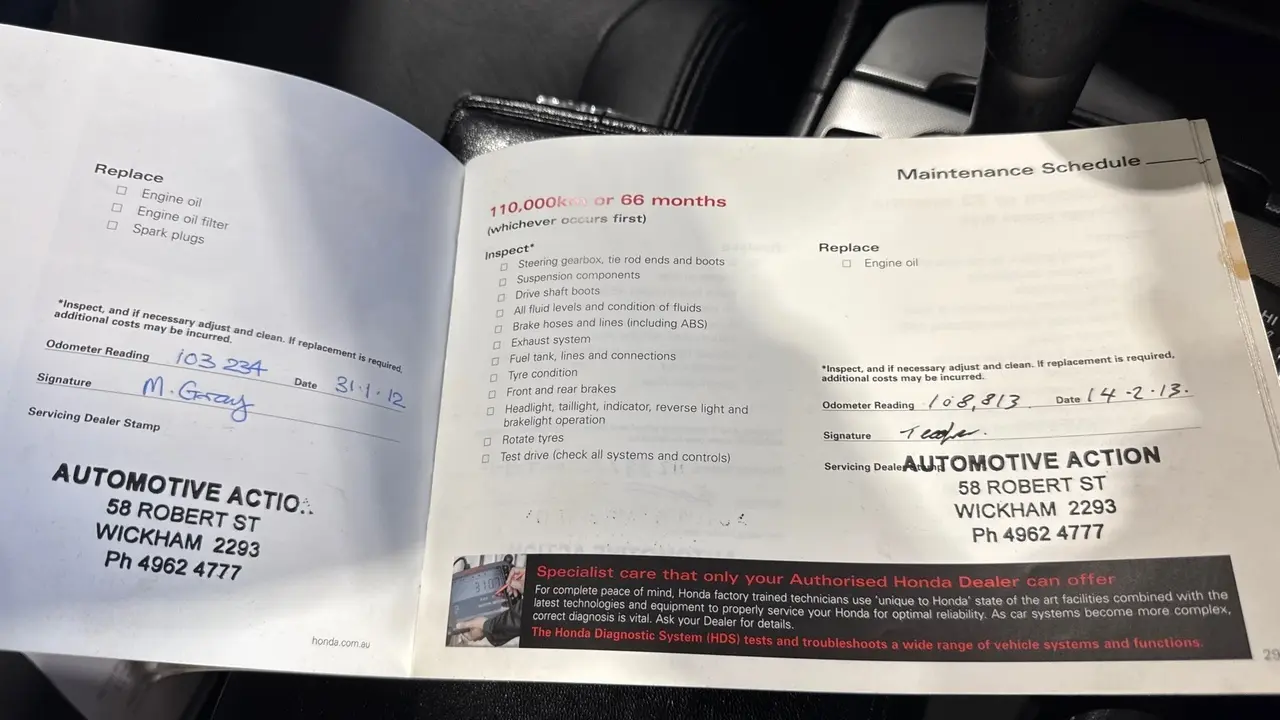 Replace
☐ Engine oil
☐ Engine oil filter
☐ Spark plugs
*Inspect, and if necessary adjust and clean. If replacement is required,
additional costs may be incurred.
Odometer Reading 103 234 Date 31·1·12
Signature M. Gray
Servicing Dealer Stamp
AUTOMOTIVE ACTIO
58 ROBERT ST
WICKHAM 2293
Ph 4962 4777
honda.com.au
Maintenance Schedule
110,000km or 66 months
(whichever occurs first)
Inspect*
☐ Steering gearbox, tie rod ends and boots
☐ Suspension components
☐ Drive shaft boots
☐ All fluid levels and condition of fluids
☐ Brake hoses and lines (including ABS)
☐ Exhaust system
☐ Fuel tank, lines and connections
☐ Tyre condition
☐ Front and rear brakes
☐ Headlight, taillight, indicator, reverse light and
brakelight operation
☐ Rotate tyres
☐ Test drive (check all systems and controls)
Replace
☐ Engine oil
*Inspect, and if necessary adjust and clean. If replacement is required,
additional costs may be incurred.
Odometer Reading 108,813 Date 14-2-13.
Signature
Servicing Dealer
AUTOMOTIVE ACTION
58 ROBERT ST
WICKHAM 2293
Ph 4962 4777
Specialist care that only your Authorised Honda Dealer can offer
For complete peace of mind, Honda factory trained technicians use 'unique to Honda' state of the art facilities combined with the
latest technologies and equipment to properly service your Honda for optimal reliability. As car systems become more complex,
correct diagnosis is vital. Ask your Dealer for details.
The Honda Diagnostic System (HDS) tests and troubleshoots a wide range of vehicle systems and functions.
29